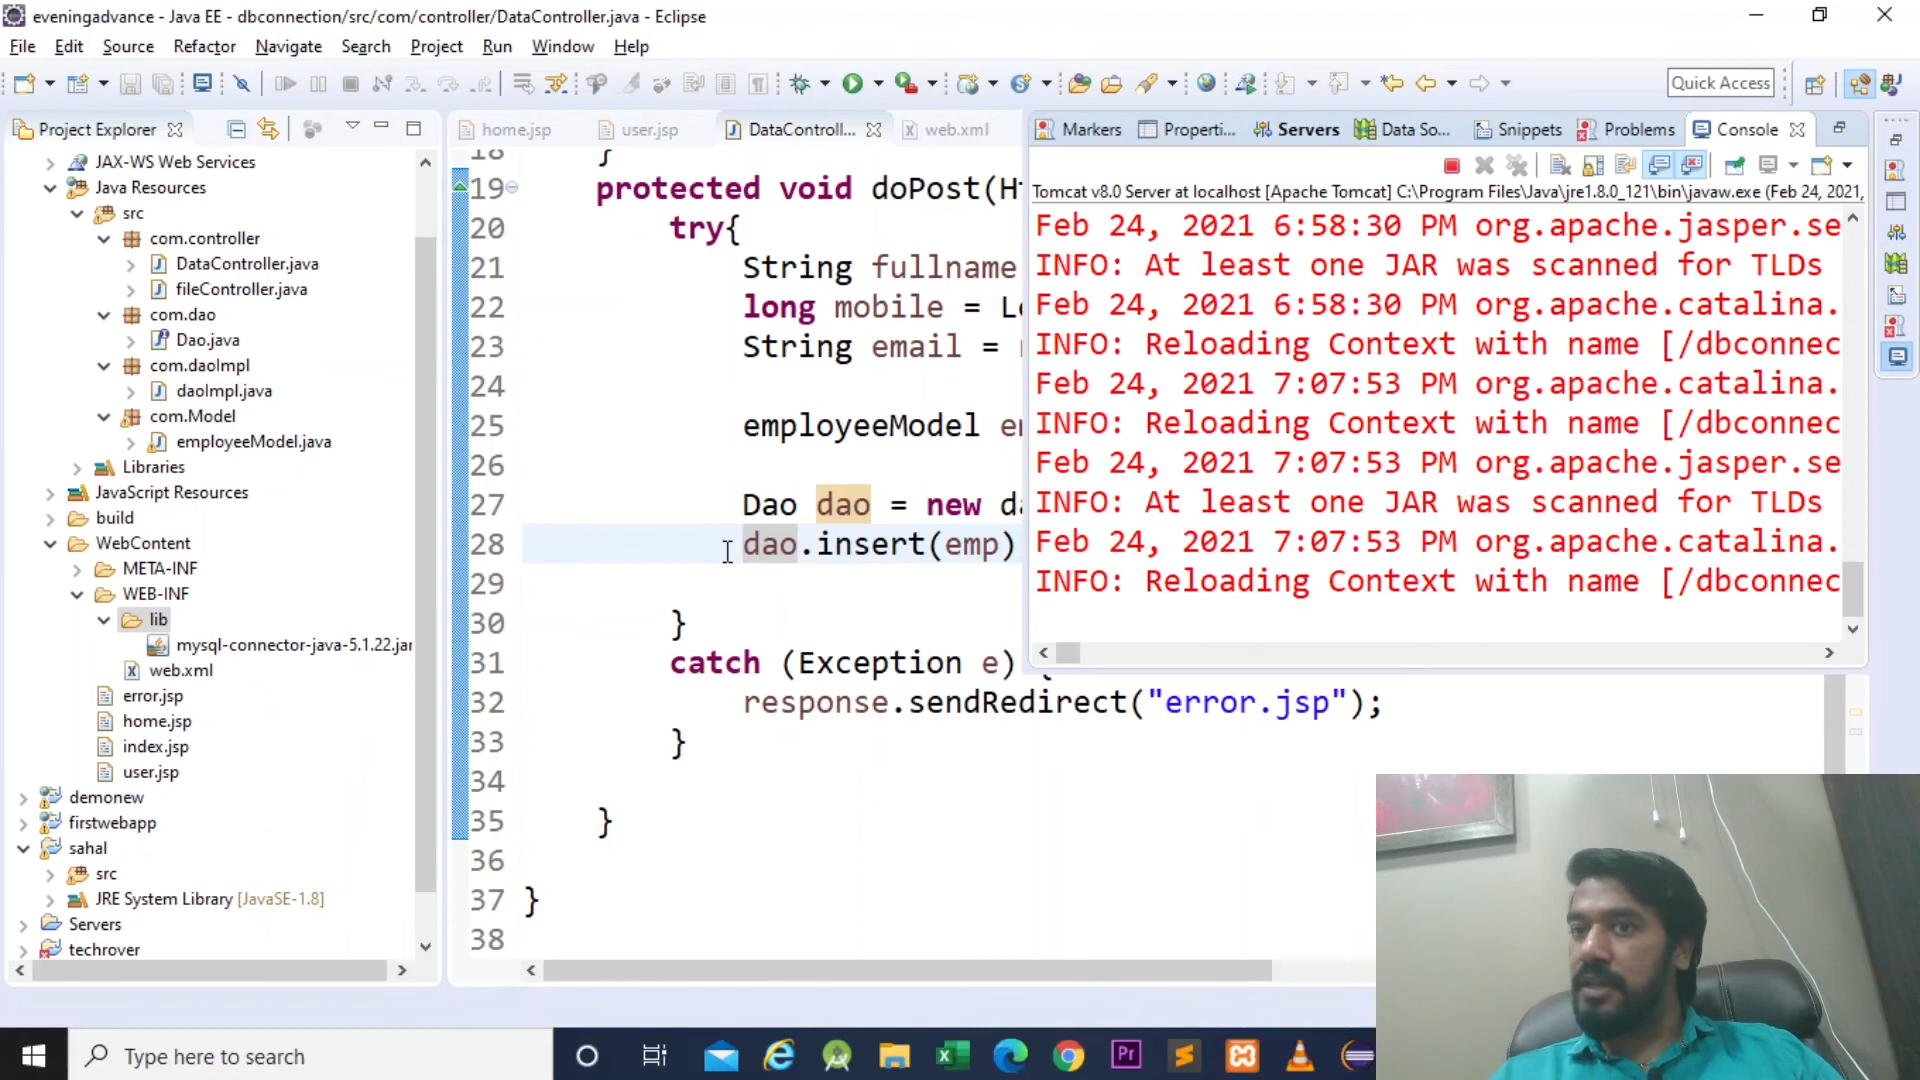 eveningadvance - Java EE - dbconnection/src/com/controller/DataController.java - Eclipse
File Edit Source Refactor Navigate Search Project Run Window Help
Quick Access
Project Explorer
home.jsp
user.jsp
DataControll...
web.xml
Markers
Properti...
Servers
Data So...
Snippets
Problems
Console
JAX-WS Web Services
Java Resources
src
com.controller
DataController.java
fileController.java
com.dao
Dao.java
com.daoImpl
daoImpl.java
com.Model
employeeModel.java
Libraries
JavaScript Resources
build
WebContent
META-INF
WEB-INF
lib
mysql-connector-java-5.1.22.jar
web.xml
error.jsp
home.jsp
index.jsp
user.jsp
demonew
firstwebapp
sahal
src
JRE System Library [JavaSE-1.8]
Servers
techrover
18 {
19 protected void doPost(H
20 try{
21 String fullname
22 long mobile = L
23 String email =
24
25 employeeModel
26
27 Dao dao = new
28 dao.insert(emp)
29
30 }
31 catch (Exception e) {
32 response.sendRedirect("error.jsp");
33 }
34
35 }
36
37 }
38
Tomcat v8.0 Server at localhost [Apache Tomcat] C:\Program Files\Java\jre1.8.0_121\bin\javaw.exe (Feb 24, 2021,
Feb 24, 2021 6:58:30 PM org.apache.jasper.se
INFO: At least one JAR was scanned for TLDs
Feb 24, 2021 6:58:30 PM org.apache.catalina.
INFO: Reloading Context with name [/dbconnec
Feb 24, 2021 7:07:53 PM org.apache.catalina.
INFO: Reloading Context with name [/dbconnec
Feb 24, 2021 7:07:53 PM org.apache.jasper.se
INFO: At least one JAR was scanned for TLDs
Feb 24, 2021 7:07:53 PM org.apache.catalina.
INFO: Reloading Context with name [/dbconnec
Type here to search
Pr